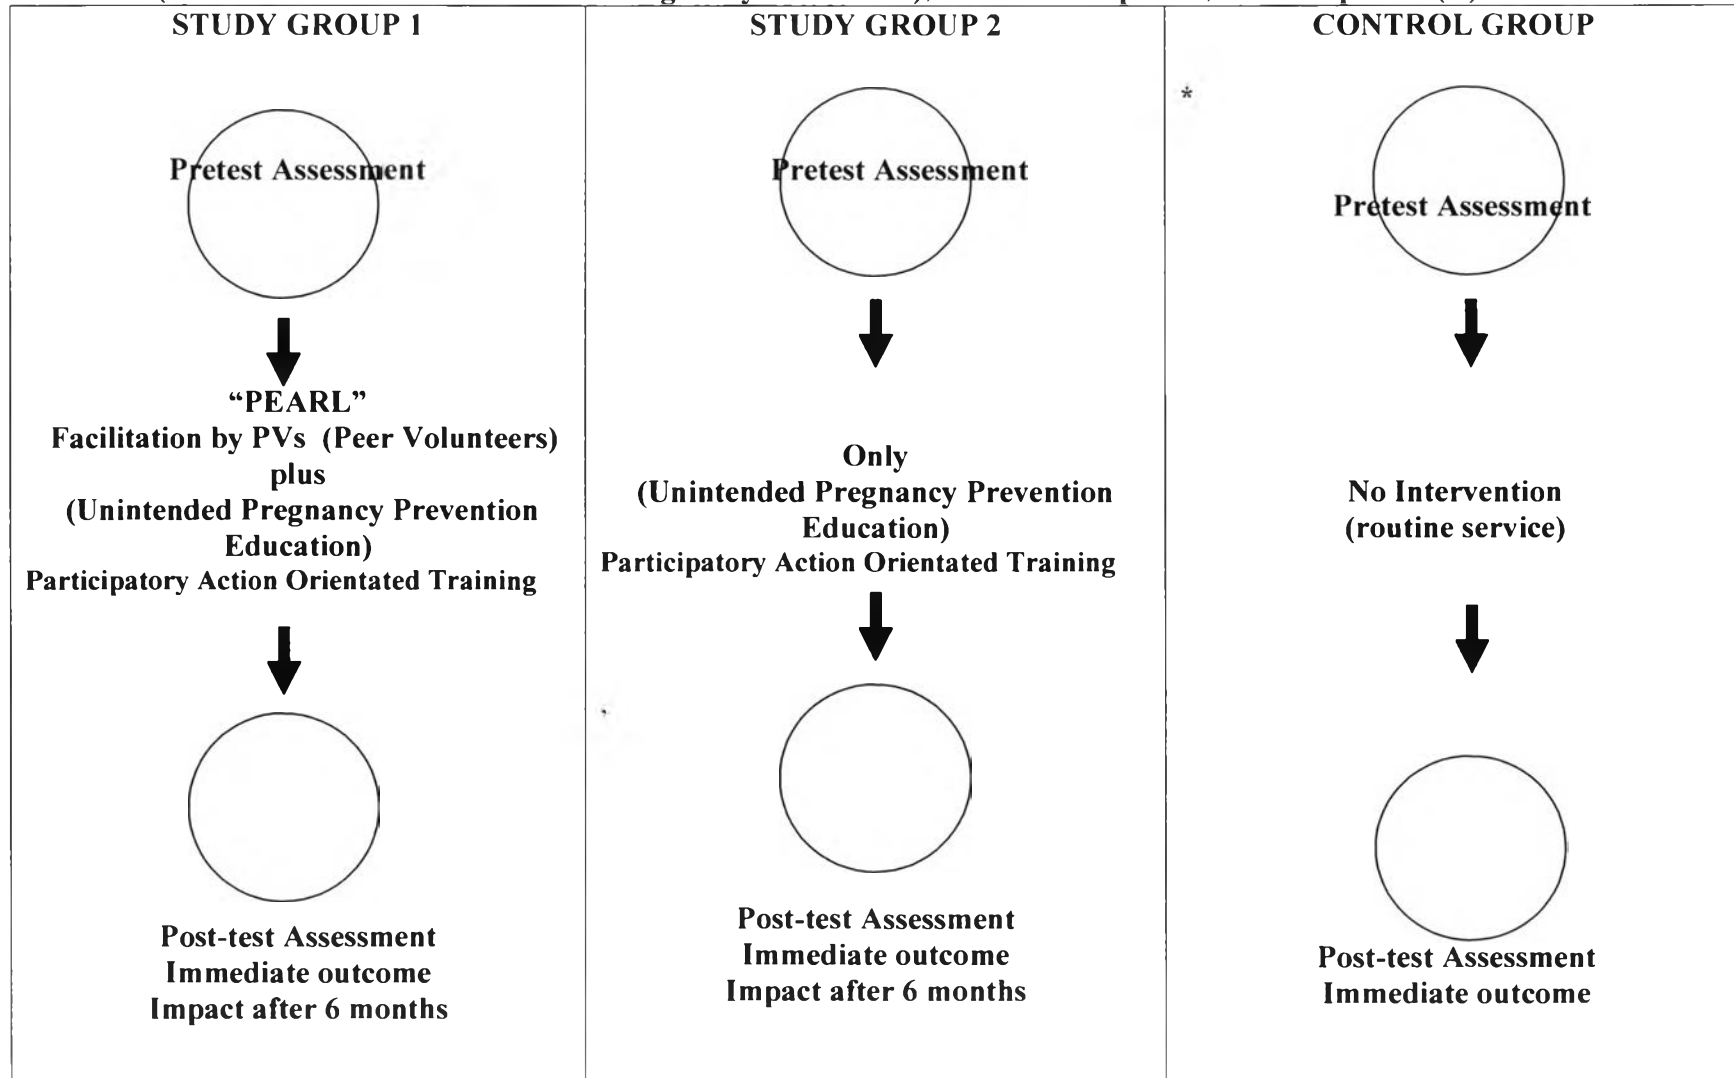 STUDY GROUP 1
Pretest Assessment
“PEARL”
Facilitation by PVs (Peer Volunteers)
plus
(Unintended Pregnancy Prevention
Education)
Participatory Action Orientated Training
Post-test Assessment
Immediate outcome
Impact after 6 months
STUDY GROUP 2
Pretest Assessment
Only
(Unintended Pregnancy Prevention
Education)
Participatory Action Orientated Training
Post-test Assessment
Immediate outcome
Impact after 6 months
CONTROL GROUP
*
Pretest Assessment
No Intervention
(routine service)
Post-test Assessment
Immediate outcome